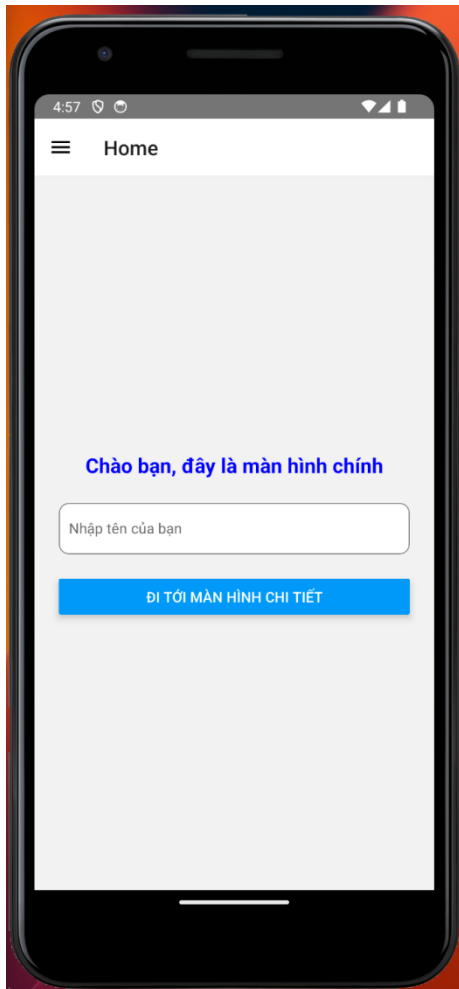 4:57
Home
Chào bạn, đây là màn hình chính
Nhập tên của bạn
ĐI TỚI MÀN HÌNH CHI TIẾT